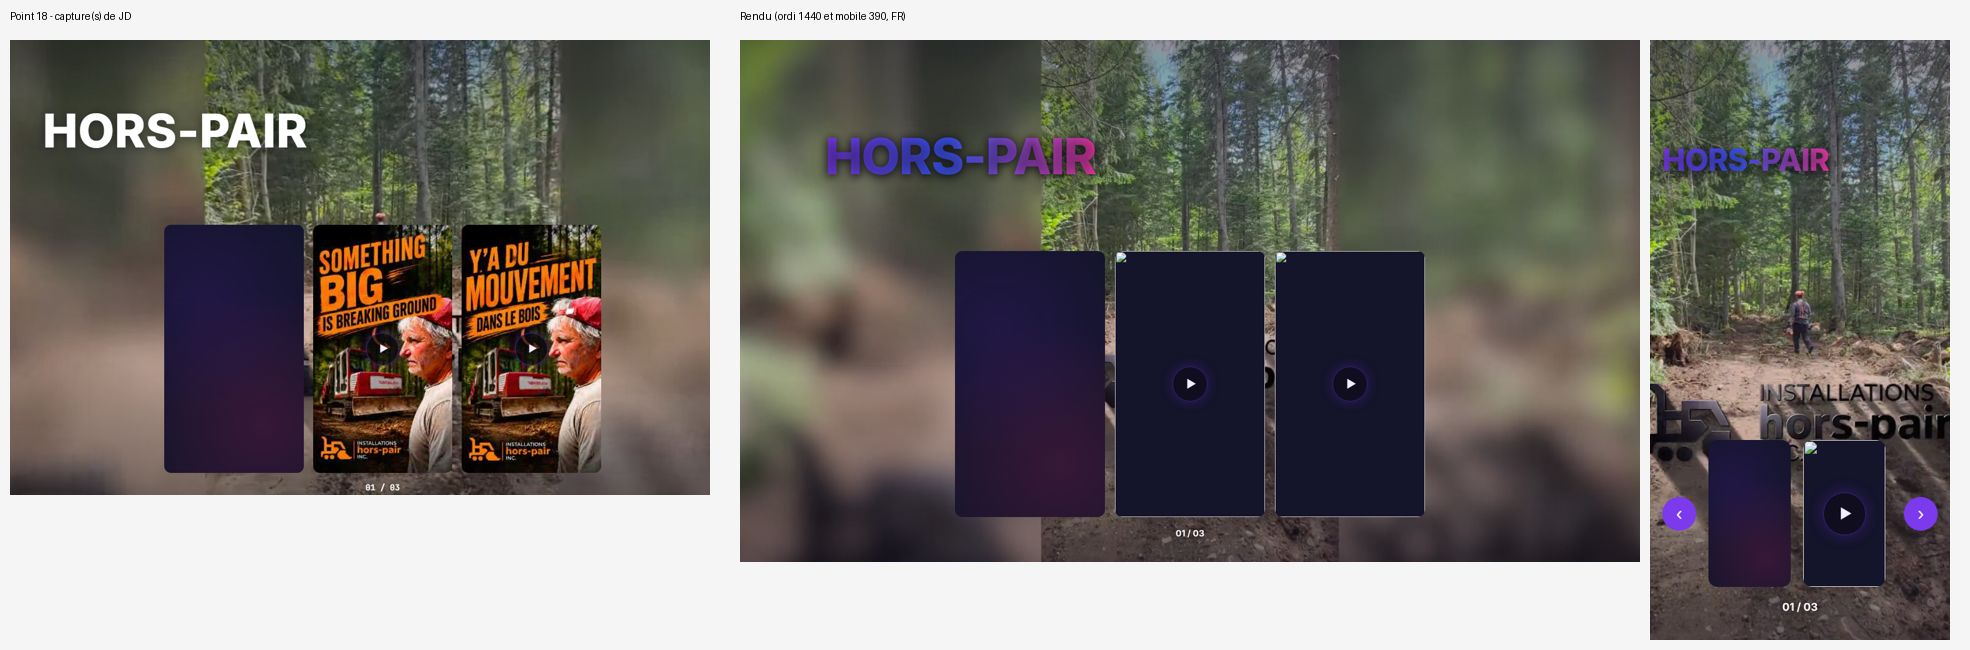 Point 18 - capture(s) de JD
HORS-PAIR
SOMETHING
BIG
IS BREAKING GROUND
INSTALLATIONS
hors-pair
INC.
Y'A DU
MOUVEMENT
DANS LE BOIS
INSTALLATIONS
hors-pair
INC.
01 / 03
Rendu (ordi 1440 et mobile 390, FR)
HORS-PAIR
01 / 03
HORS-PAIR
INSTALLATIONS
hors-pair
01 / 03